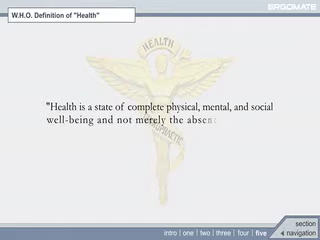 W.H.O. Definition of "Health"
ERGOMATE
HEALTH
"Health is a state of complete physical, mental, and social
well-being and not merely the absen
section
intro | one | two | three | four | five
navigation